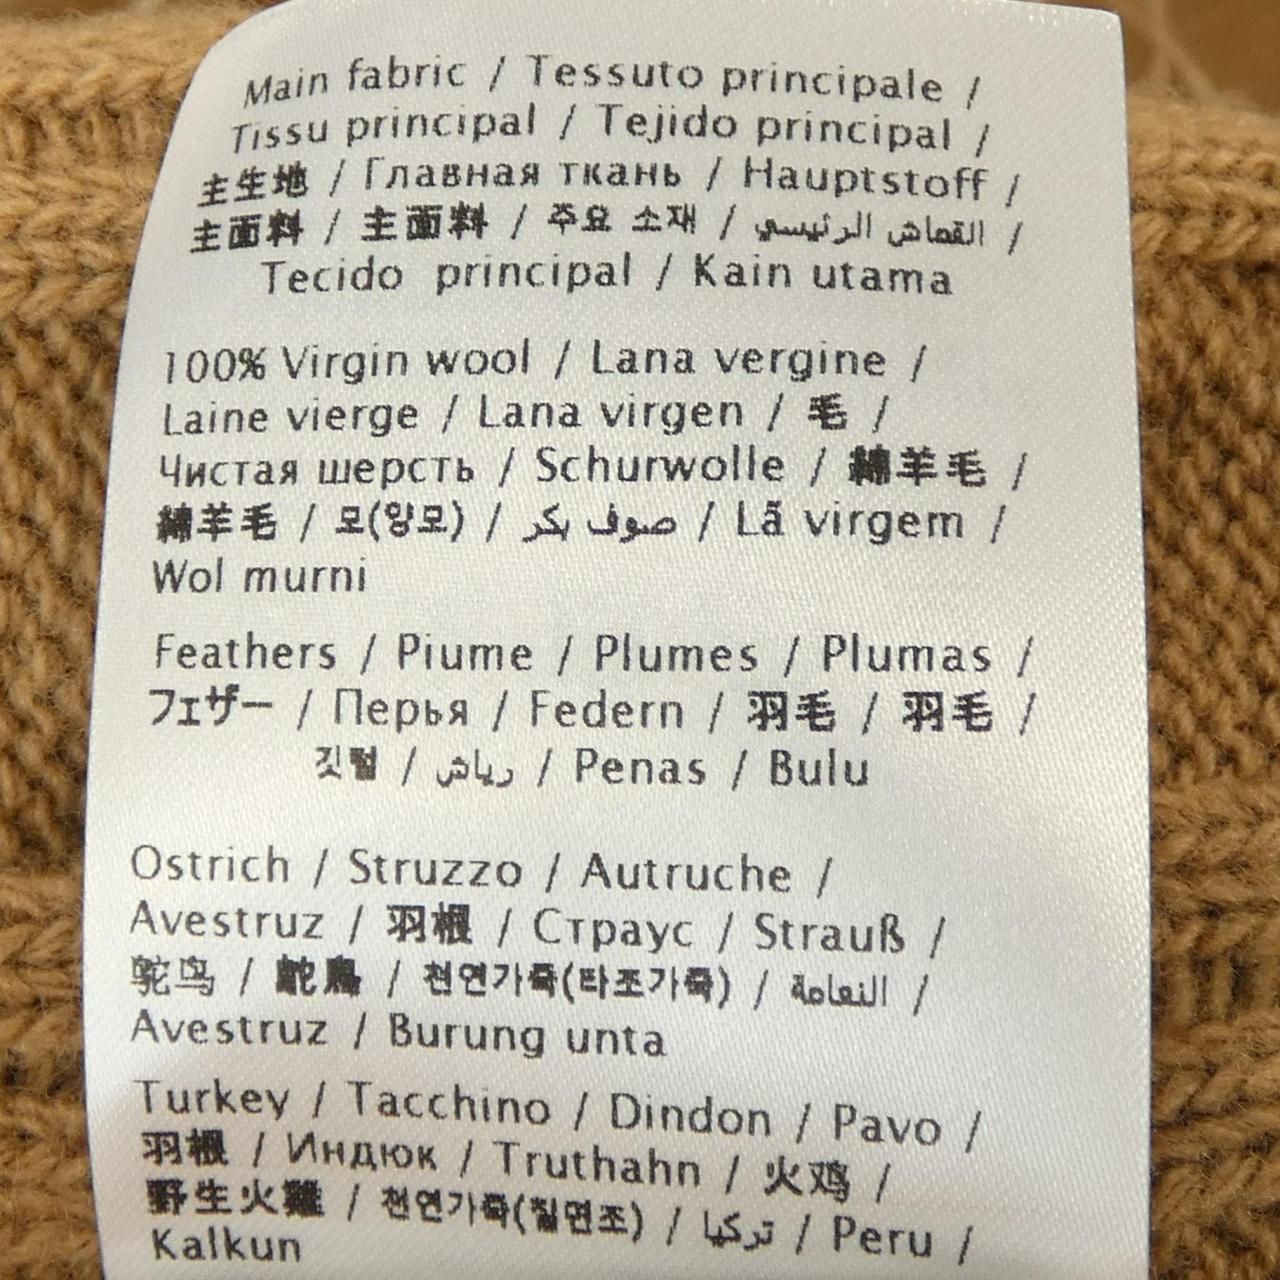 Main fabric / Tessuto principale /
Tissu principal / Tejido principal /
主生地 / Главная ткань / Hauptstoff /
主面料 / 主面料 / 주요 소재 / القماش الرئيسي /
Tecido principal / Kain utama
100% Virgin wool / Lana vergine /
Laine vierge / Lana virgen / 毛 /
Чистая шерсть / Schurwolle / 綿羊毛 /
綿羊毛 / 모(양모) / صوف بكر / Lã virgem /
Wol murni
Feathers / Piume / Plumes / Plumas /
フェザー / Перья / Federn / 羽毛 / 羽毛 /
깃털 / رياش / Penas / Bulu
Ostrich / Struzzo / Autruche /
Avestruz / 羽根 / Страус / Strauß /
鸵鸟 / 鴕鳥 / 천연가죽(타조가죽) / النعامة /
Avestruz / Burung unta
Turkey / Tacchino / Dindon / Pavo /
羽根 / Индюк / Truthahn / 火鸡 /
野生火雞 / 천연가죽(칠면조) / تركيا / Peru /
Kalkun